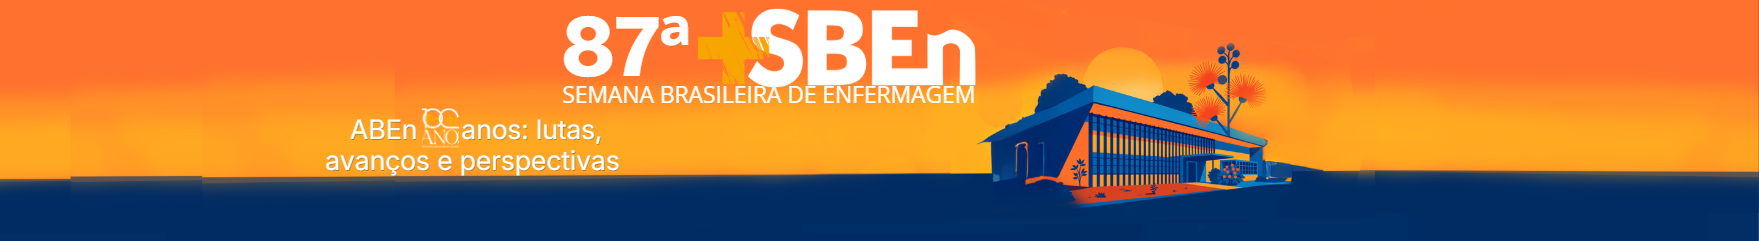 87ª SBEn
SEMANA BRASILEIRA DE ENFERMAGEM
ABEn anos: lutas,
avanços e perspectivas